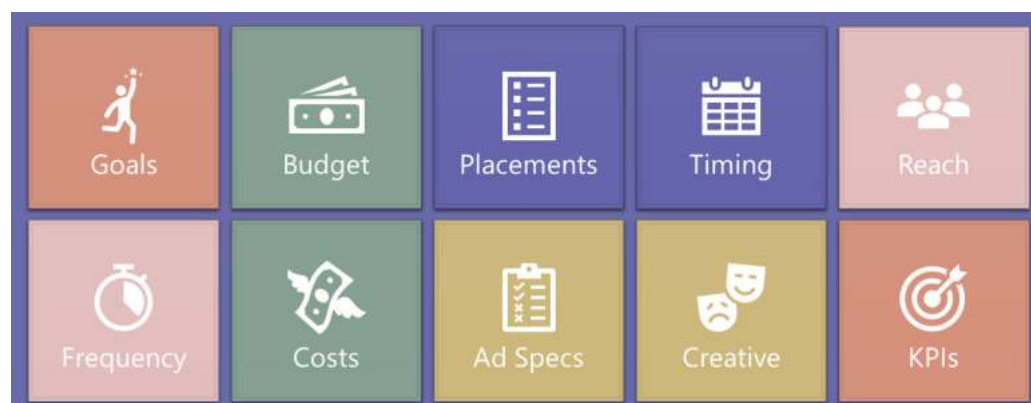 Goals
Budget
Placements
Timing
Reach
Frequency
Costs
Ad Specs
Creative
KPIs